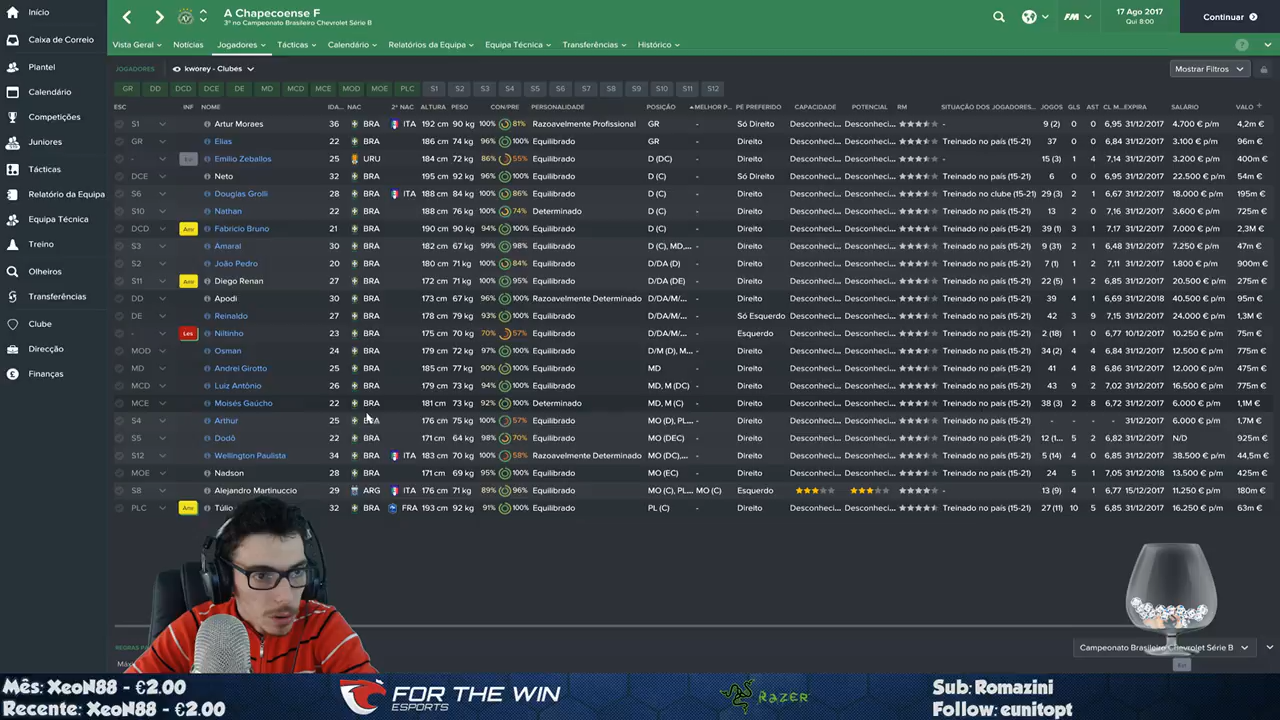 Início
Caixa de Correio
Plantel
Calendário
Competições
Juniores
Tácticas
Relatório da Equipa
Equipa Técnica
Treino
Olheiros
Transferências
Clube
Direcção
Finanças
A Chapecoense F
3º no Campeonato Brasileiro Chevrolet Série B
FM
17 Ago 2017
Qui 8:00
Continuar
Vista Geral Notícias Jogadores Tácticas Calendário Relatórios da Equipa Equipa Técnica Transferências Histórico
JOGADORES kworey - Clubes Mostrar Filtros
GR DD DCD DCE DE MD MCD MCE MOD MOE PLC S1 S2 S3 S4 S5 S6 S7 S8 S9 S10 S11 S12
ESC INF NOME IDA... NAC 2ª NAC ALTURA PESO CON/PRE PERSONALIDADE POSIÇÃO MELHOR P... PÉ PREFERIDO CAPACIDADE POTENCIAL RM SITUAÇÃO DOS JOGADORES... JOGOS GLS AST CL M... EXPIRA SALÁRIO VALO
S1 Artur Moraes 36 BRA ITA 192 cm 90 kg 100% 81% Razoavelmente Profissional GR - Só Direito Desconheci... Desconheci... - 9 (2) 0 0 6,95 31/12/2017 4.700 € p/m 4,2m €
GR Elias 22 BRA 186 cm 74 kg 96% 100% Equilibrado GR - Direito Desconheci... Desconheci... Treinado no país (15-21) 37 0 0 6,84 31/12/2017 3.100 € p/m 96m €
- Emilio Zeballos 25 URU 184 cm 72 kg 86% 55% Equilibrado D (DC) - Direito Desconheci... Desconheci... - 15 (3) 1 4 7,14 31/12/2017 3.200 € p/m 400m €
DCE Neto 32 BRA 195 cm 92 kg 96% 100% Equilibrado D (C) - Só Direito Desconheci... Desconheci... Treinado no país (15-21) 6 0 0 6,95 31/12/2017 22.500 € p/m 54m €
S6 Douglas Grolli 28 BRA ITA 188 cm 84 kg 100% 86% Equilibrado D (C) - Direito Desconheci... Desconheci... Treinado no clube (15-21) 29 (3) 2 1 6,67 31/12/2017 18.000 € p/m 195m €
S10 Nathan 22 BRA 188 cm 76 kg 100% 74% Determinado D (C) - Direito Desconheci... Desconheci... Treinado no país (15-21) 13 2 0 7,16 31/12/2017 3.600 € p/m 725m €
DCD Fabrício Bruno 21 BRA 190 cm 92 kg 94% 100% Equilibrado D (C) - Direito Desconheci... Desconheci... Treinado no país (15-21) 39 (1) 3 1 7,17 31/12/2017 7.000 € p/m 2,3M €
S3 Amaral 30 BRA 182 cm 67 kg 99% 98% Equilibrado D (C), MD,... - Direito Desconheci... Desconheci... Treinado no país (15-21) 9 (31) 2 0 6,48 31/12/2017 7.250 € p/m 47m €
S2 João Pedro 20 BRA 180 cm 71 kg 100% 84% Equilibrado D/DA (D) - Direito Desconheci... Desconheci... Treinado no país (15-21) 7 (1) 0 1 7,11 31/12/2017 1.800 € p/m 900m €
S11 Diego Renan 27 BRA 180 cm 71 kg 100% 95% Equilibrado D/DA (DE) - Direito Desconheci... Desconheci... Treinado no país (15-21) 22 (5) 1 1 6,85 31/12/2017 20.500 € p/m 275m €
DD Apodi 30 BRA 173 cm 67 kg 96% 100% Razoavelmente Determinado D/DA/M/... - Direito Desconheci... Desconheci... Treinado no país (15-21) 39 4 1 6,69 31/12/2018 40.500 € p/m 95m €
DE Reinaldo 27 BRA 178 cm 79 kg 93% 100% Equilibrado D/DA/M/... - Só Esquerdo Desconheci... Desconheci... Treinado no país (15-21) 42 3 9 7,15 31/12/2017 24.000 € p/m 1,3M €
- Les Niltinho 23 BRA 175 cm 70 kg 70% 57% Equilibrado D/DA/M/... - Esquerdo Desconheci... Desconheci... Treinado no país (15-21) 2 (18) 1 0 6,77 10/12/2017 10.250 € p/m 75m €
MOD Osman 24 BRA 179 cm 72 kg 97% 100% Equilibrado D/M (D), M... - Direito Desconheci... Desconheci... Treinado no país (15-21) 34 (2) 4 4 6,85 31/12/2017 12.500 € p/m 775m €
MD Andrei Girotto 25 BRA 185 cm 77 kg 90% 100% Equilibrado MD - Direito Desconheci... Desconheci... Treinado no país (15-21) 41 4 8 6,86 31/12/2017 12.000 € p/m 475m €
MCD Luiz Antônio 26 BRA 179 cm 73 kg 94% 100% Equilibrado MD, M (DC) - Direito Desconheci... Desconheci... Treinado no país (15-21) 43 9 2 7,02 31/12/2017 16.500 € p/m 775m €
MCE Moisés Gaúcho 22 BRA 181 cm 73 kg 92% 100% Determinado MD, M (C) - Direito Desconheci... Desconheci... Treinado no país (15-21) 38 (3) 2 8 6,72 31/12/2017 6.000 € p/m 1,1M €
S4 Arthur 25 BRA 176 cm 75 kg 100% 57% Equilibrado MO (D), PL... - Direito Desconheci... Desconheci... Treinado no país (15-21) - - - - 31/12/2017 6.250 € p/m 625m €
S5 Dodô 22 BRA 171 cm 64 kg 98% 70% Equilibrado MO (DEC) - Direito Desconheci... Desconheci... Treinado no país (15-21) 12 (1... 5 2 6,82 31/12/2017 N/D 925m €
S12 Wellington Paulista 34 BRA ITA 183 cm 70 kg 100% 58% Razoavelmente Determinado MO (DC),... - Direito Desconheci... Desconheci... Treinado no país (15-21) 5 (14) 4 0 6,66 31/12/2017 38.500 € p/m 44,5m €
MOE Nadson 28 BRA 171 cm 69 kg 95% 100% Equilibrado MO (EC) - Direito Desconheci... Desconheci... Treinado no país (15-21) 24 5 1 7,05 31/12/2018 13.500 € p/m 425m €
S8 Alejandro Martinuccio 29 ARG ITA 176 cm 71 kg 89% 96% Equilibrado MO (C), PL... MO (C) Esquerdo - 13 (9) 4 1 6,77 15/12/2017 11.250 € p/m 180m €
PLC Túlio 32 BRA FRA 193 cm 92 kg 91% 100% Equilibrado PL (C) - Direito Desconheci... Desconheci... Treinado no país (15-21) 27 (11) 10 5 6,85 31/12/2017 16.250 € p/m 63m €
Campeonato Brasileiro Chevrolet Série B
Mês: XeoN88 - €2.00
Recente: XeoN88 - €2.00
FOR THE WIN
ESPORTS
RAZER
Sub: Romazini
Follow: eunitopt